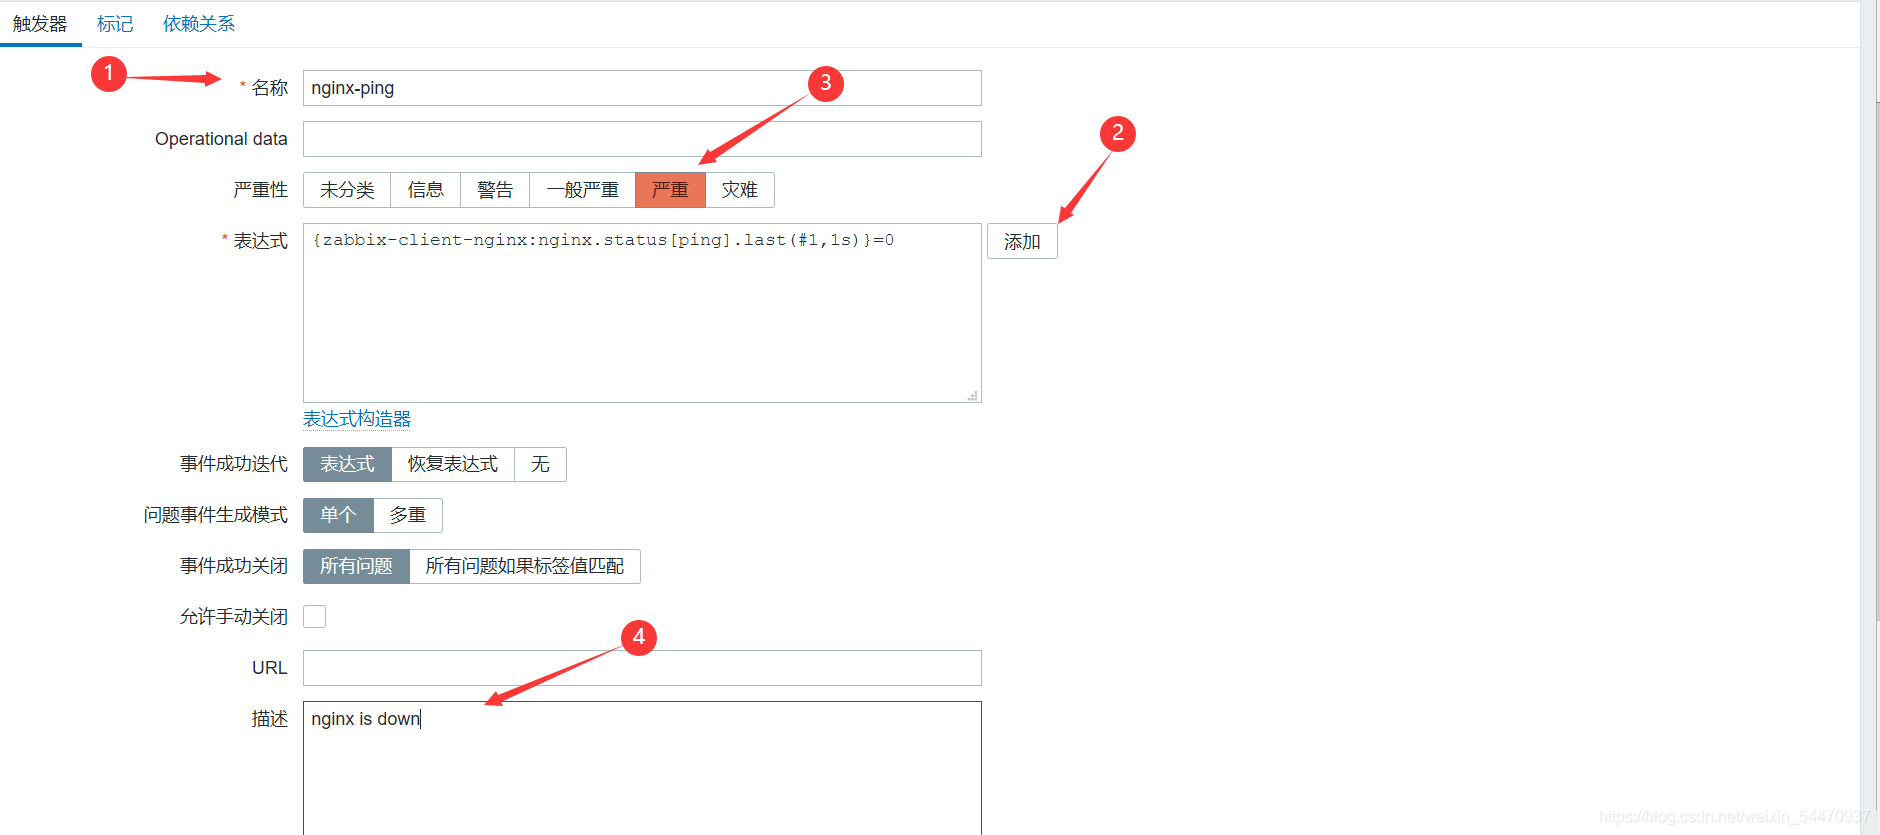 触发器 标记 依赖关系
1
* 名称 nginx-ping
3
Operational data
2
严重性 未分类 信息 警告 一般严重 严重 灾难
* 表达式 {zabbix-client-nginx:nginx.status[ping].last(#1,1s)}=0 添加
表达式构造器
事件成功迭代 表达式 恢复表达式 无
问题事件生成模式 单个 多重
事件成功关闭 所有问题 所有问题如果标签值匹配
允许手动关闭
4
URL
描述 nginx is down
https://blog.csdn.net/weixin_54470937